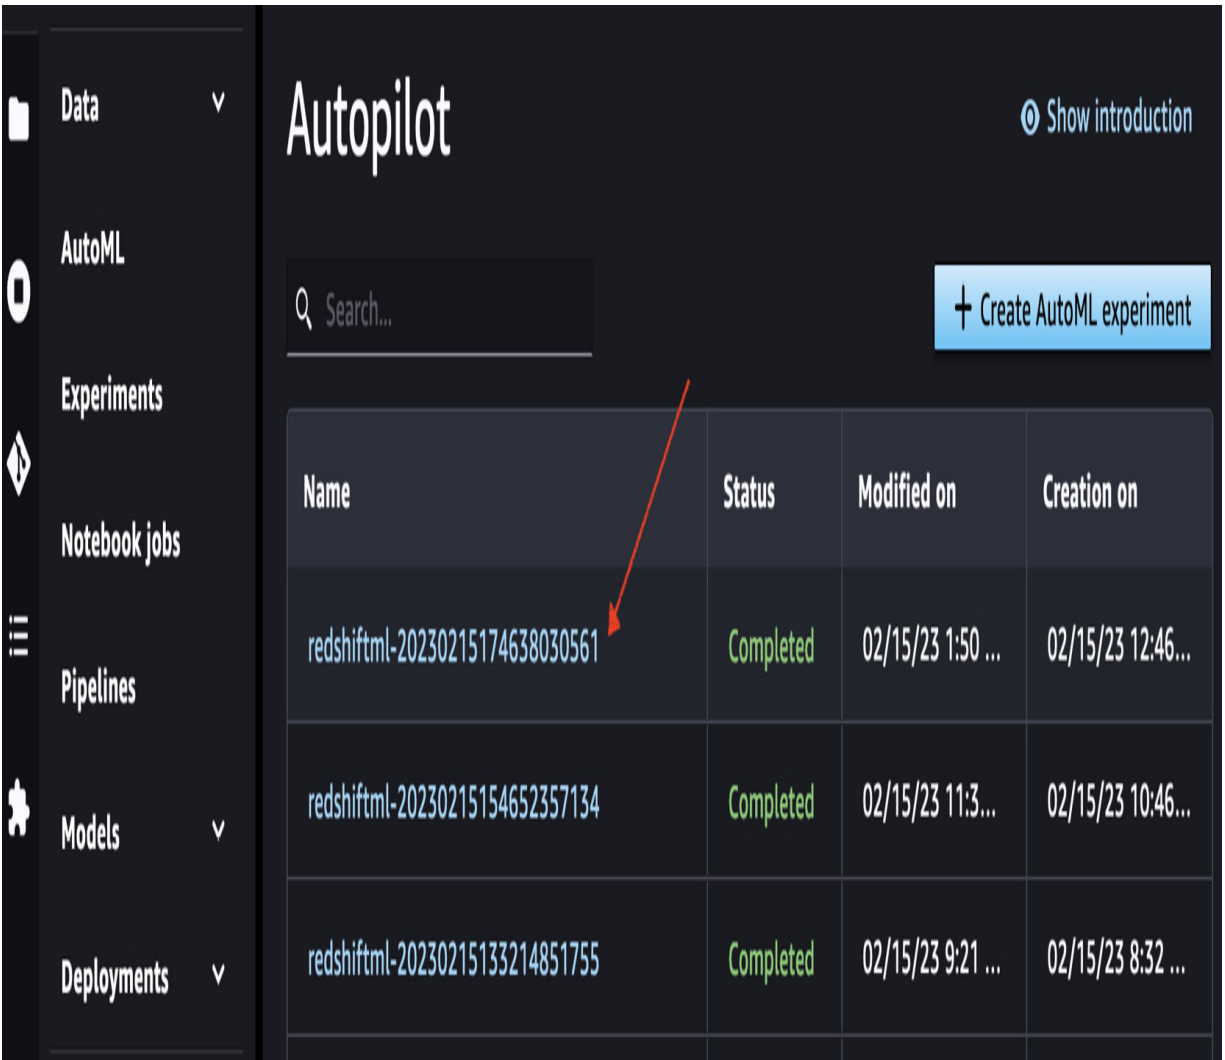 Data
AutoML
Experiments
Notebook jobs
Pipelines
Models
Deployments
Autopilot
Show introduction
Search...
+ Create AutoML experiment
Name Status Modified on Creation on
redshiftml-20230215174638030561 Completed 02/15/23 1:50 ... 02/15/23 12:46...
redshiftml-20230215154652357134 Completed 02/15/23 11:3... 02/15/23 10:46...
redshiftml-20230215133214851755 Completed 02/15/23 9:21 ... 02/15/23 8:32 ...